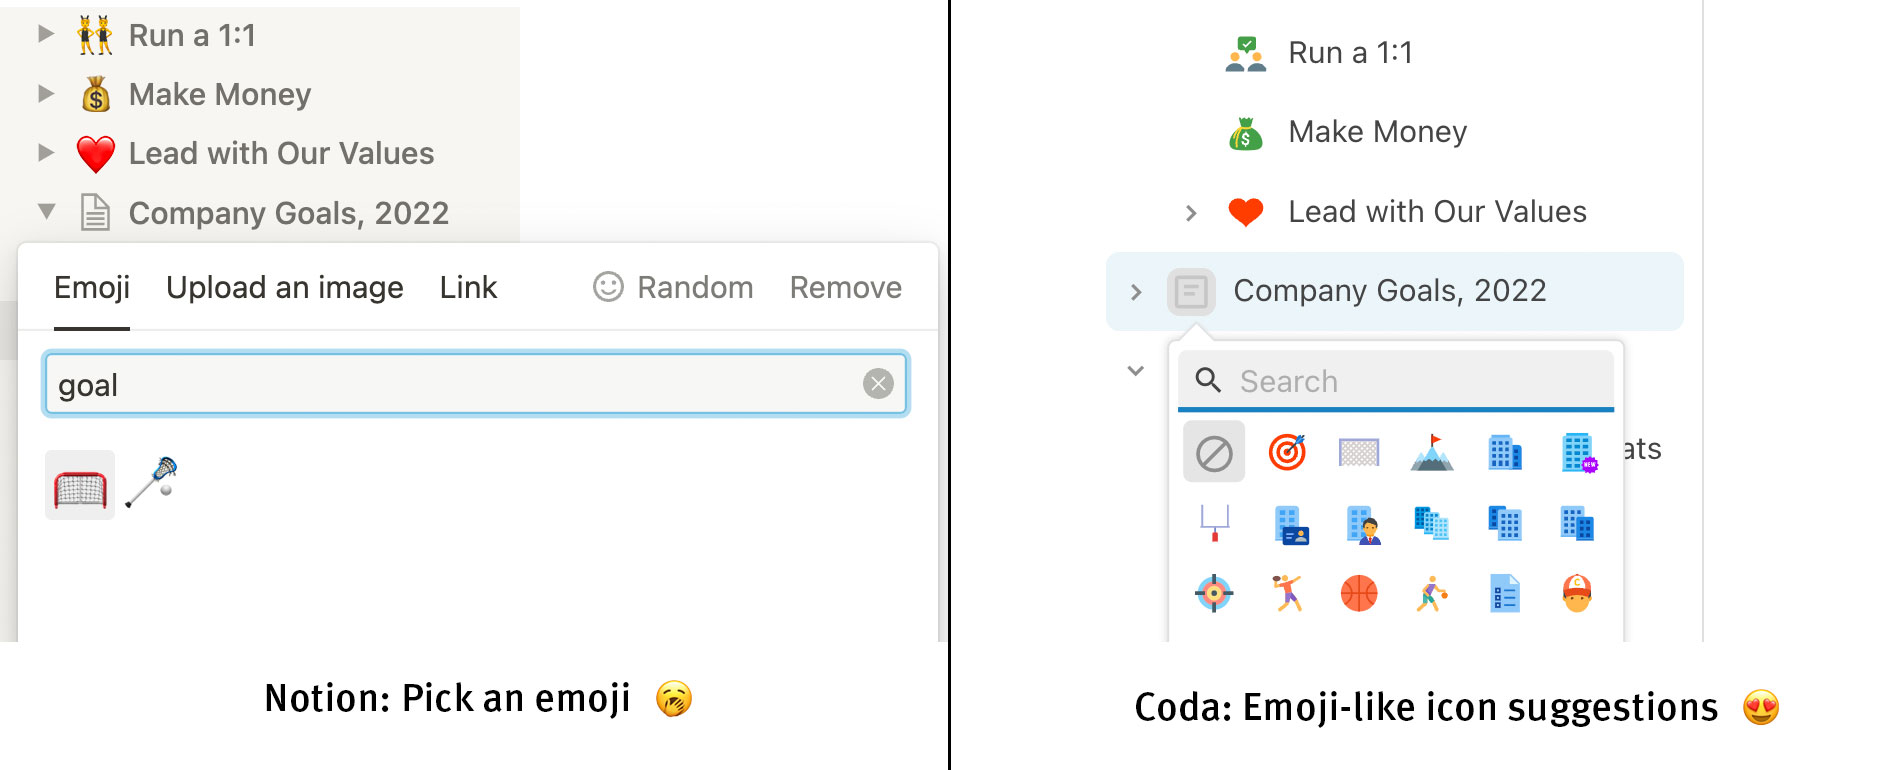 Run a 1:1
Make Money
Lead with Our Values
Company Goals, 2022
Emoji Upload an image Link Random Remove
goal
Notion: Pick an emoji
Run a 1:1
Make Money
Lead with Our Values
Company Goals, 2022
Search
ats
NEW
Coda: Emoji-like icon suggestions